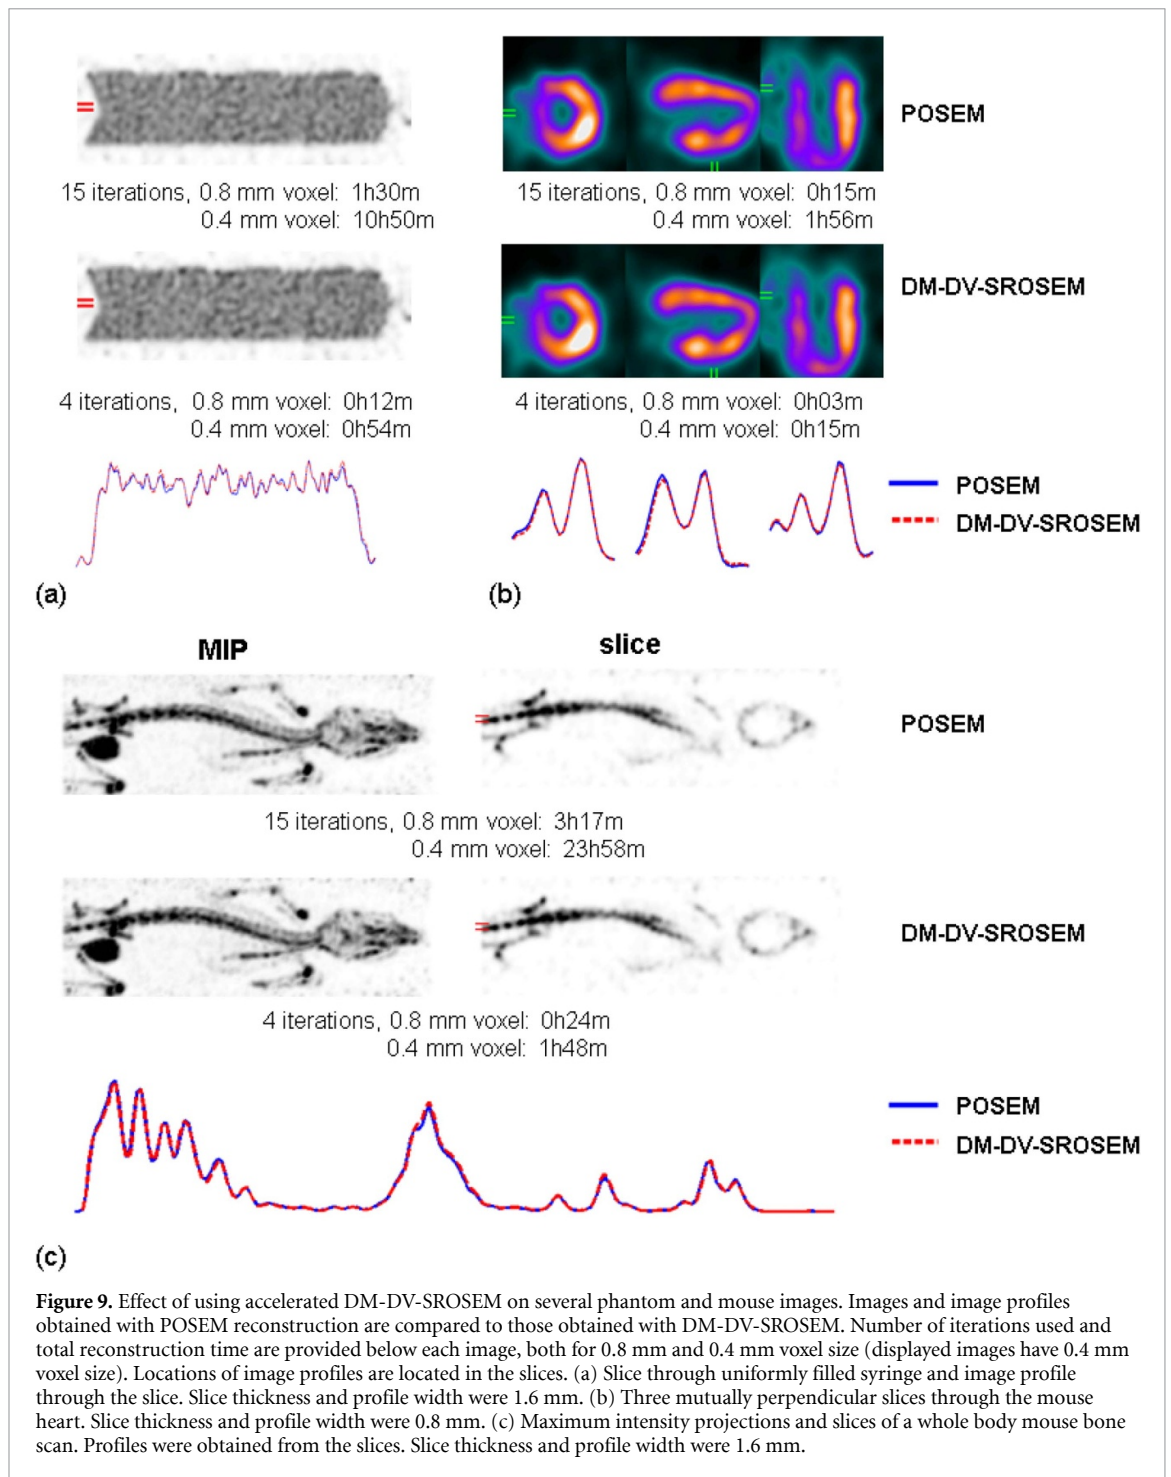 POSEM
15 iterations, 0.8 mm voxel: 1h30m
0.4 mm voxel: 10h50m
15 iterations, 0.8 mm voxel: 0h15m
0.4 mm voxel: 1h56m
DM-DV-SROSEM
4 iterations, 0.8 mm voxel: 0h12m
0.4 mm voxel: 0h54m
4 iterations, 0.8 mm voxel: 0h03m
0.4 mm voxel: 0h15m
POSEM
DM-DV-SROSEM
(a)
(b)
MIP
slice
POSEM
15 iterations, 0.8 mm voxel: 3h17m
0.4 mm voxel: 23h58m
DM-DV-SROSEM
4 iterations, 0.8 mm voxel: 0h24m
0.4 mm voxel: 1h48m
POSEM
DM-DV-SROSEM
(c)
Figure 9. Effect of using accelerated DM-DV-SROSEM on several phantom and mouse images. Images and image profiles
obtained with POSEM reconstruction are compared to those obtained with DM-DV-SROSEM. Number of iterations used and
total reconstruction time are provided below each image, both for 0.8 mm and 0.4 mm voxel size (displayed images have 0.4 mm
voxel size). Locations of image profiles are located in the slices. (a) Slice through uniformly filled syringe and image profile
through the slice. Slice thickness and profile width were 1.6 mm. (b) Three mutually perpendicular slices through the mouse
heart. Slice thickness and profile width were 0.8 mm. (c) Maximum intensity projections and slices of a whole body mouse bone
scan. Profiles were obtained from the slices. Slice thickness and profile width were 1.6 mm.